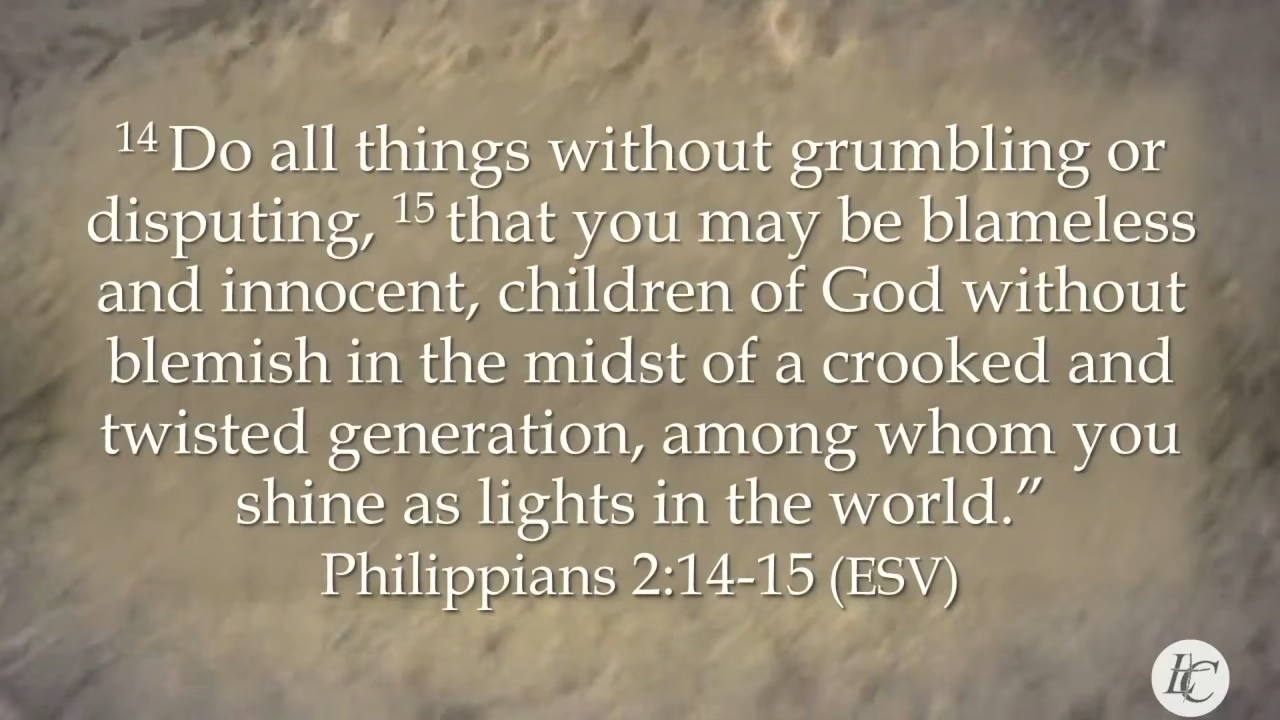 14 Do all things without grumbling or
disputing, 15 that you may be blameless
and innocent, children of God without
blemish in the midst of a crooked and
twisted generation, among whom you
shine as lights in the world.”
Philippians 2:14-15 (ESV)